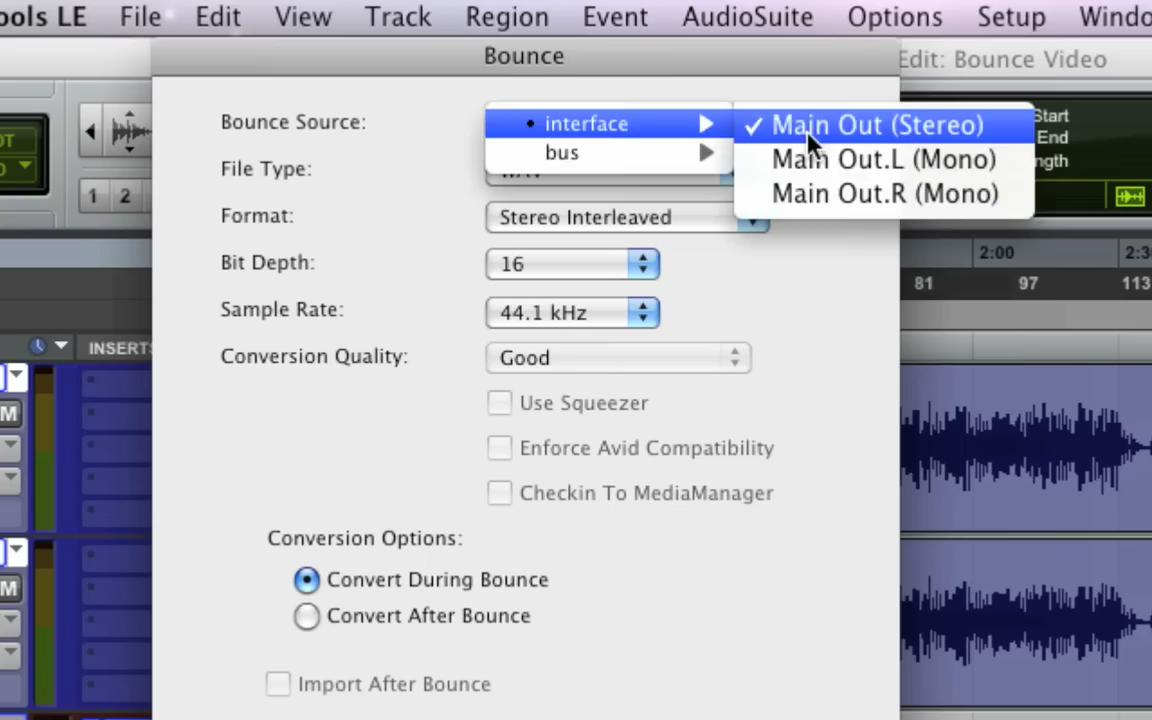 ools LE File Edit View Track Region Event AudioSuite Options Setup Windo
Bounce
Edit: Bounce Video
Bounce Source:
• interface
bus
✓ Main Out (Stereo)
Main Out.L (Mono)
Main Out.R (Mono)
Start
End
ngth
File Type:
Format: Stereo Interleaved
1 2
Bit Depth: 16
2:00 2:3
81 97 113
Sample Rate: 44.1 kHz
INSERTS
Conversion Quality: Good
Use Squeezer
M
Enforce Avid Compatibility
Checkin To MediaManager
Conversion Options:
Convert During Bounce
M
Convert After Bounce
Import After Bounce